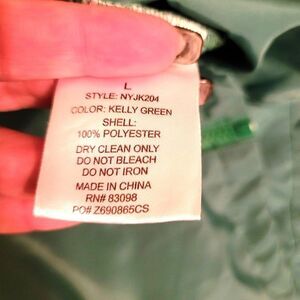 L
STYLE: NYJK204
COLOR: KELLY GREEN
SHELL:
100% POLYESTER
DRY CLEAN ONLY
DO NOT BLEACH
DO NOT IRON
MADE IN CHINA
RN# 83098
PO# Z690865CS